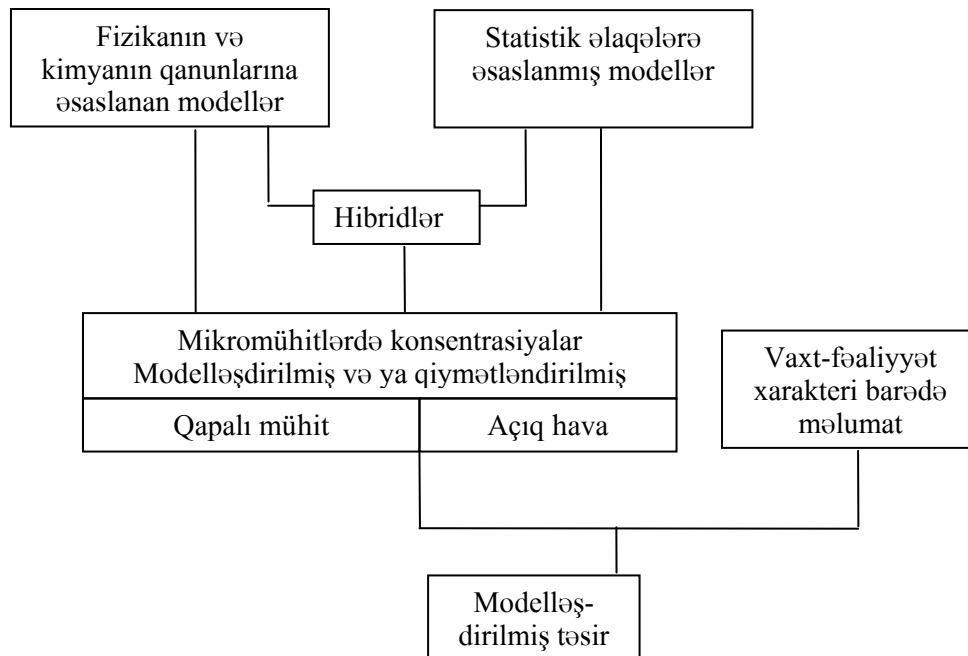 Fizikanın və
kimyanın qanunlarına
əsaslanan modellər
Statistik əlaqələrə
əsaslanmış modellər
Hibridlər
Mikromühitlərdə konsentrasiyalar
Modelləşdirilmiş və ya qiymətləndirilmiş
Qapalı mühit
Açıq hava
Vaxt-fəaliyyət
xarakteri barədə
məlumat
Modelləş-
dirilmiş təsir